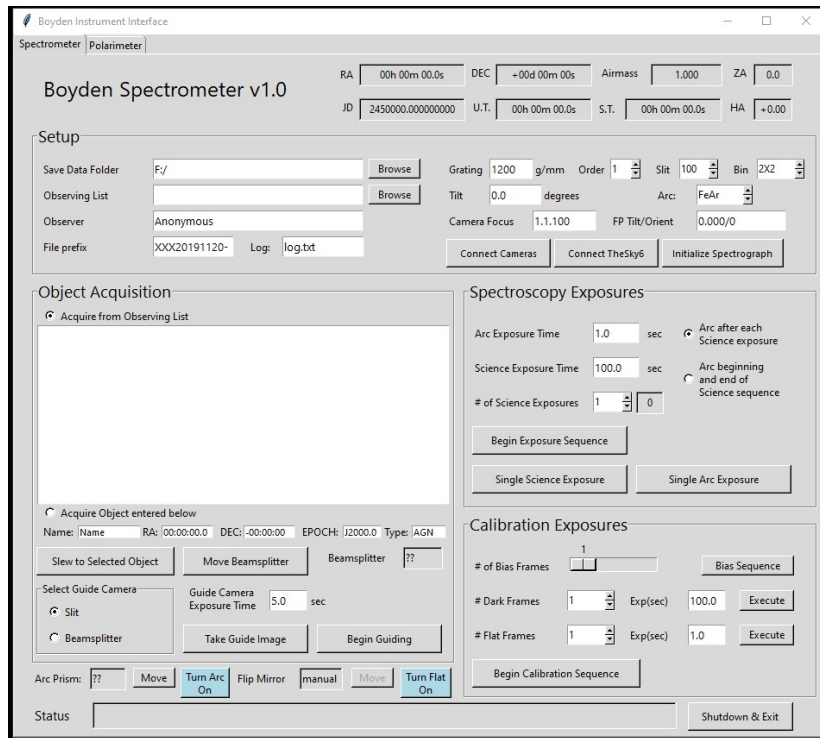 Boyden Instrument Interface
Spectrometer Polarimeter
Boyden Spectrometer v1.0
RA 00h 00m 00.0s DEC +00d 00m 00s Airmass 1.000 ZA 0.0
JD 2450000.000000000 U.T. 00h 00m 00.0s S.T. 00h 00m 00.0s HA +0.00
Setup
Save Data Folder F:/ Browse
Observing List Browse
Observer Anonymous
File prefix XXX20191120- Log: log.txt
Grating 1200 g/mm Order 1 Slit 100 Bin 2X2
Tilt 0.0 degrees Arc: FeAr
Camera Focus 1.1.100 FP Tilt/Orient 0.000/0
Connect Cameras Connect TheSky6 Initialize Spectrograph
Object Acquisition
Acquire from Observing List
Acquire Object entered below
Name: Name RA: 00:00:00.0 DEC: -00:00:00 EPOCH: J2000.0 Type: AGN
Slew to Selected Object Move Beamsplitter Beamsplitter ??
Select Guide Camera
Slit
Beamsplitter
Guide Camera
Exposure Time 5.0 sec
Take Guide Image Begin Guiding
Spectroscopy Exposures
Arc Exposure Time 1.0 sec
Arc after each
Science exposure
Science Exposure Time 100.0 sec
Arc beginning
and end of
Science sequence
# of Science Exposures 1 0
Begin Exposure Sequence
Single Science Exposure Single Arc Exposure
Calibration Exposures
1
# of Bias Frames Bias Sequence
# Dark Frames 1 Exp(sec) 100.0 Execute
# Flat Frames 1 Exp(sec) 1.0 Execute
Begin Calibration Sequence
Arc Prism: ?? Move Turn Arc On Flip Mirror manual Move Turn Flat On
Status Shutdown & Exit